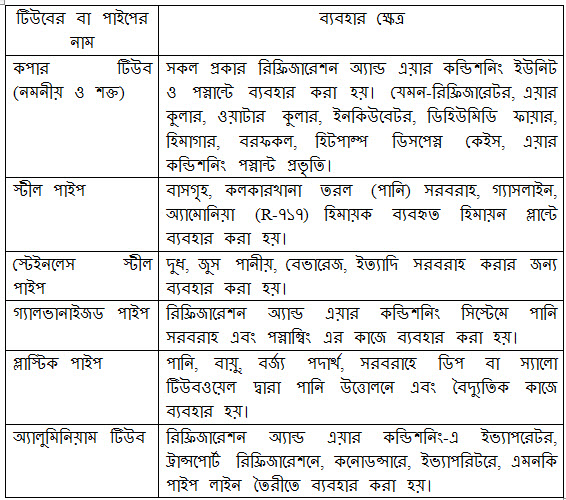 টিউবের বা পাইপের
নাম
ব্যবহার ক্ষেত্র
কপার টিউব
(নমনীয় ও শক্ত)
সকল প্রকার রিফ্রিজারেশন অ্যান্ড এয়ার কন্ডিশনিং ইউনিট
ও পল্লান্টে ব্যবহার করা হয়। যেমন-রিফ্রিজারেটর, এয়ার
কুলার, ওয়াটার কুলার, ইনকিউবেটর, ডিহিউমিডি ফায়ার,
হিমাগার, বরফকল, হিটপাম্প ডিসপেল্প কেইস, এয়ার
কন্ডিশনিং পল্লান্ট প্রভৃতি।
স্টীল পাইপ
বাসগৃহ, কলকারখানা তরল (পানি) সরবরাহ, গ্যাসলাইন,
অ্যামোনিয়া (R-৭১৭) হিমায়ক ব্যবহৃত হিমায়ন প্লান্টে
ব্যবহার করা হয়।
স্টেইনলেস স্টীল
পাইপ
দুধ, জুস পানীয়, বেভারেজ, ইত্যাদি সরবরাহ করার জন্য
ব্যবহার করা হয়।
গ্যালভানাইজড পাইপ
রিফ্রিজারেশন অ্যান্ড এয়ার কন্ডিশনিং সিস্টেমে পানি
সরবরাহ এবং পল্লাম্বিং এর কাজে ব্যবহার করা হয়।
প্লাস্টিক পাইপ
পানি, বায়ু, বর্জ্য পদার্থ, সরবরাহে ডিপ বা স্যালো
টিউবওয়েল দ্বারা পানি উত্তোলনে এবং বৈদ্যুতিক কাজে
ব্যবহার হয়।
অ্যালুমিনিয়াম টিউব
রিফ্রিজারেশন অ্যান্ড এয়ার কন্ডিশনিং-এ ইভ্যাপরেটর,
ট্রান্সপোর্ট রিফ্রিজারেশনে, কনোডন্সারে, ইভ্যাপরিটরে, এমনকি
পাইপ লাইন তৈরীতে ব্যবহার করা হয়।